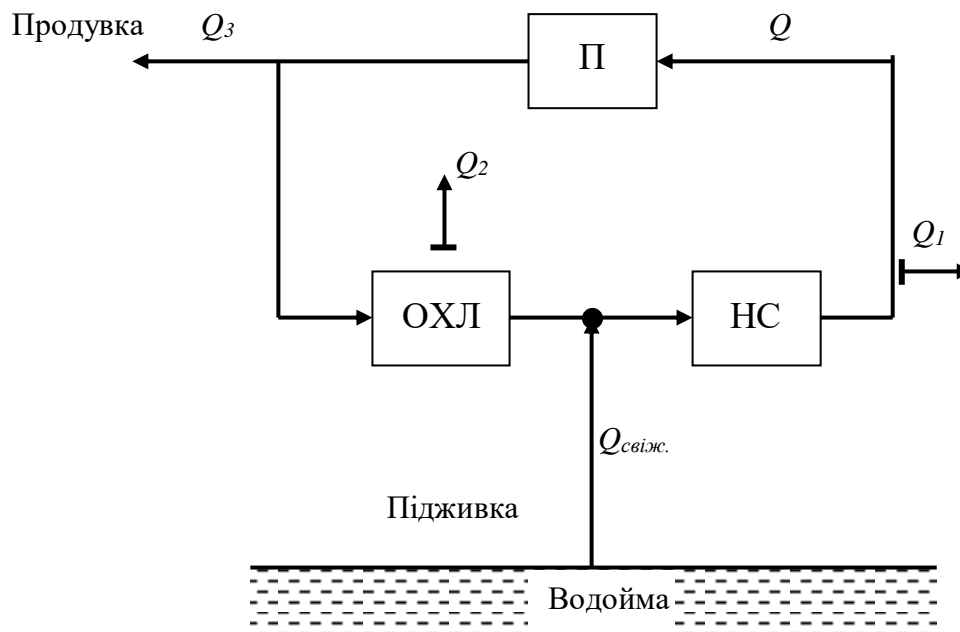 Продувка
Q3
П
Q
Q2
Q1
ОХЛ
НС
Qсвіж.
Підживка
Водойма